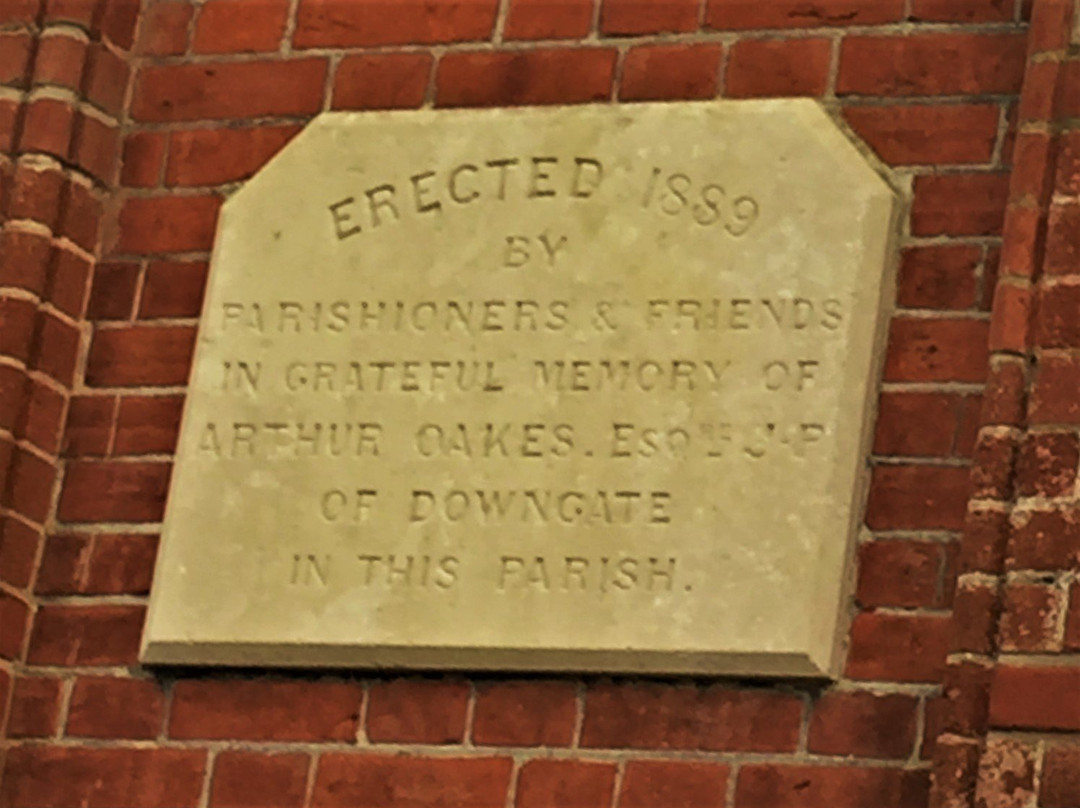 ERECTED 1889
BY
PARISHIONERS & FRIENDS
IN GRATEFUL MEMORY OF
ARTHUR OAKES. ESQRE J.P
OF DOWNGATE
IN THIS PARISH.